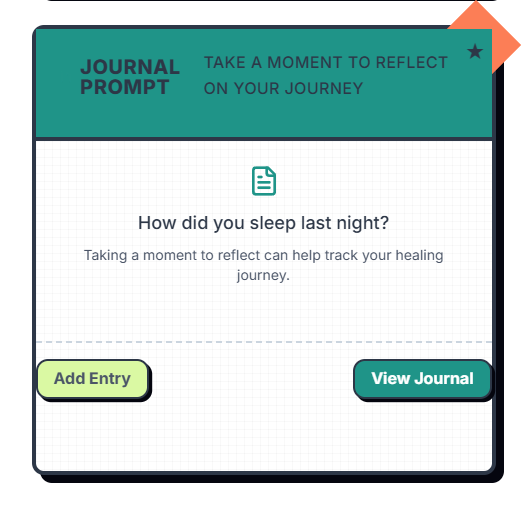 JOURNAL
PROMPT
TAKE A MOMENT TO REFLECT
ON YOUR JOURNEY
How did you sleep last night?
Taking a moment to reflect can help track your healing
journey.
Add Entry
View Journal